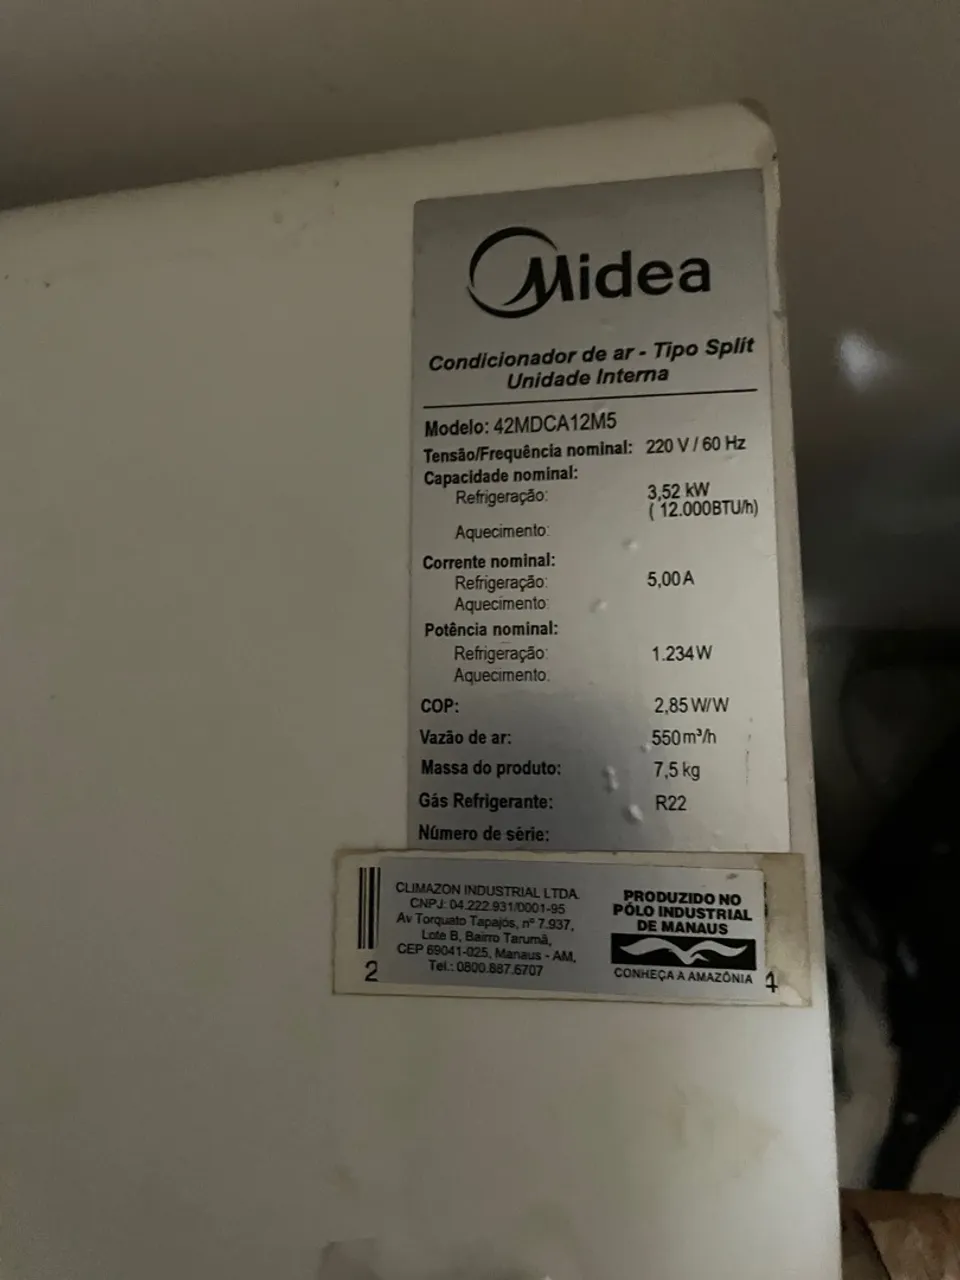 Midea
Condicionador de ar - Tipo Split
Unidade Interna
Modelo: 42MDCA12M5
Tensão/Frequência nominal: 220 V / 60 Hz
Capacidade nominal:
Refrigeração: 3,52 kW
( 12.000BTU/h)
Aquecimento:
Corrente nominal:
Refrigeração: 5,00 A
Aquecimento:
Potência nominal:
Refrigeração: 1.234 W
Aquecimento:
COP: 2,85 W/W
Vazão de ar: 550 m³/h
Massa do produto: 7,5 kg
Gás Refrigerante: R22
Número de série:
CLIMAZON INDUSTRIAL LTDA.
CNPJ: 04.222.931/0001-95
Av Torquato Tapajós, nº 7.937,
Lote B, Bairro Tarumã,
CEP 69041-025, Manaus - AM,
Tel.: 0800.887.6707
PRODUZIDO NO
PÓLO INDUSTRIAL
DE MANAUS
CONHEÇA A AMAZÔNIA
2 4